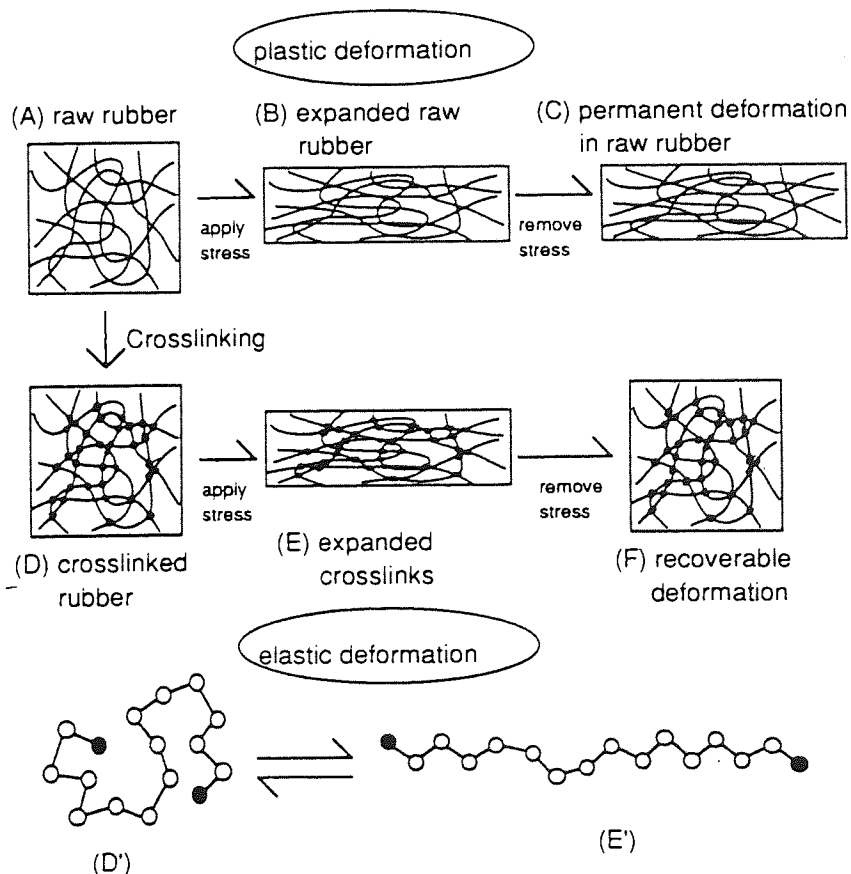 plastic deformation
(A) raw rubber
(B) expanded raw
rubber
(C) permanent deformation
in raw rubber
apply
stress
remove
stress
Crosslinking
apply
stress
remove
stress
(D) crosslinked
rubber
(E) expanded
crosslinks
(F) recoverable
deformation
elastic deformation
(D')
(E')